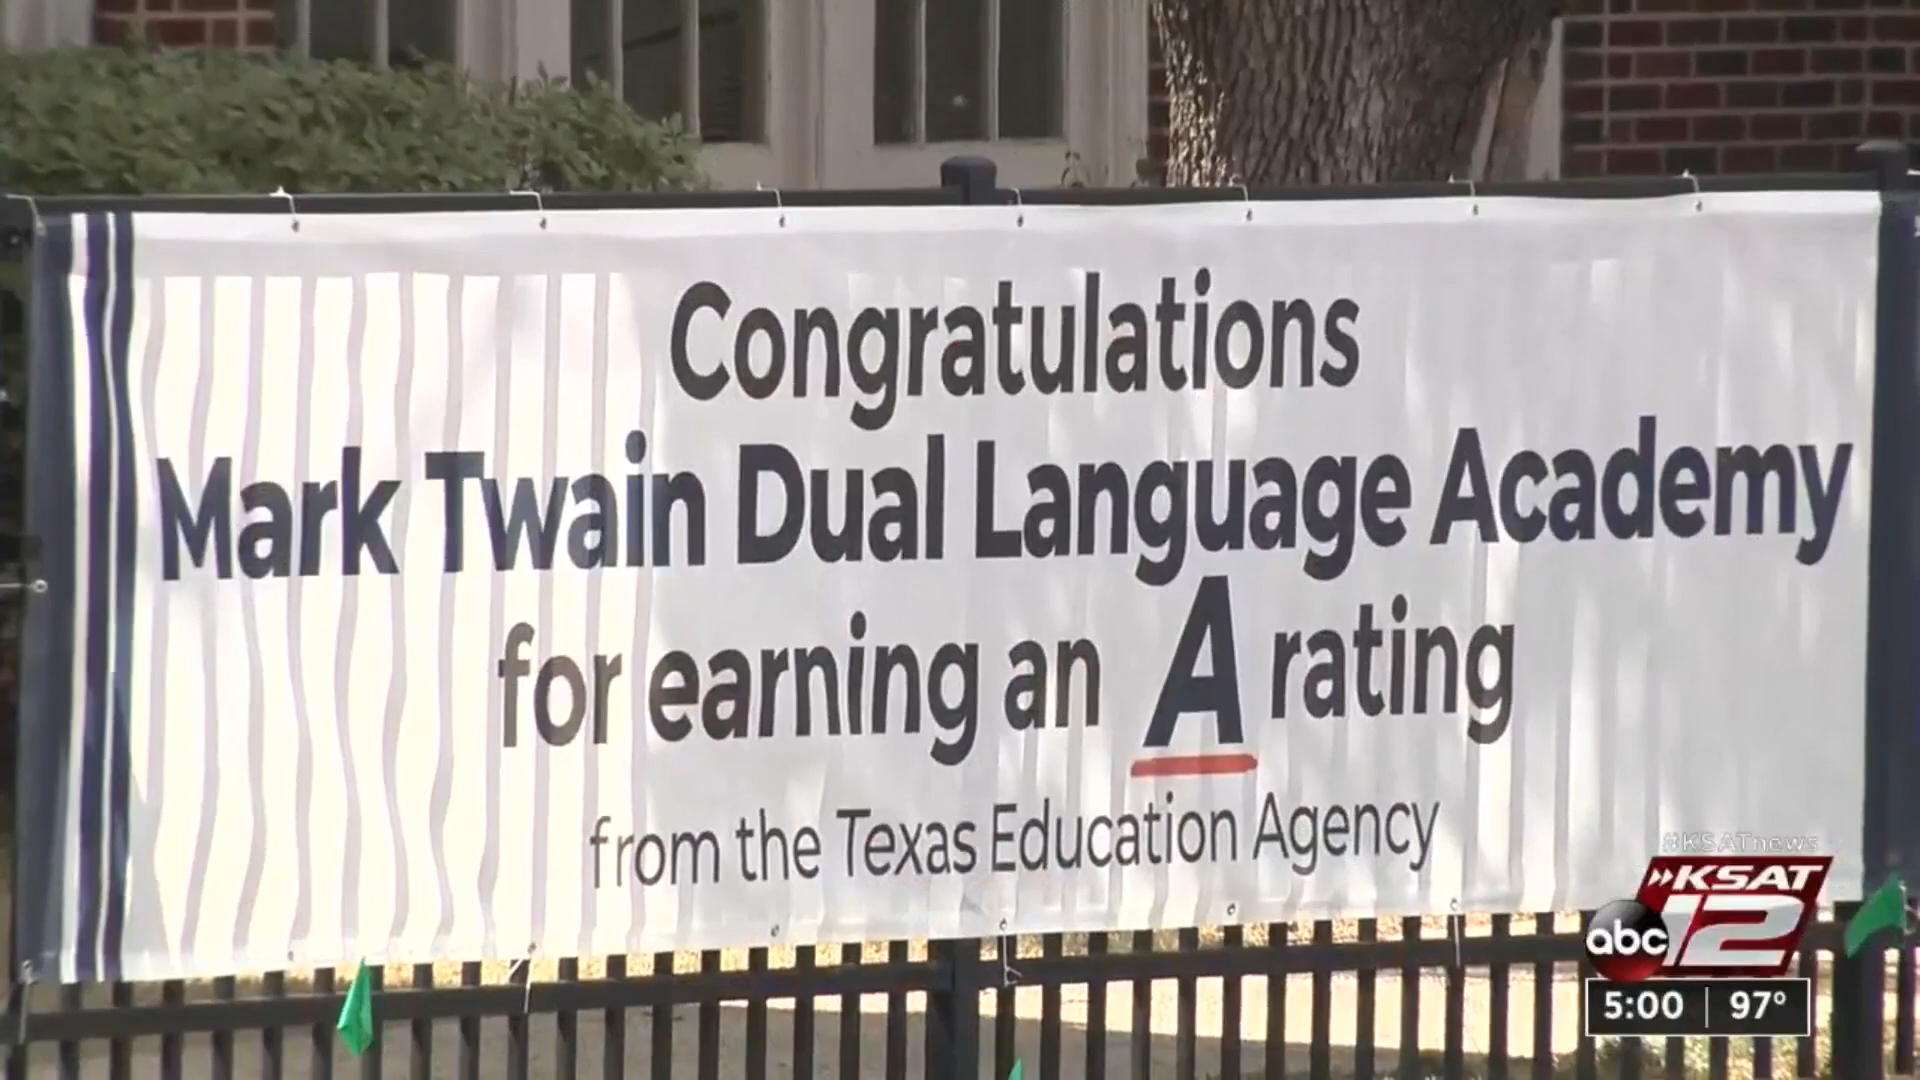 Congratulations
Mark Twain Dual Language Academy
for earning an A rating
from the Texas Education Agency
#KSATnews
KSAT
abc 12
5:00 97°